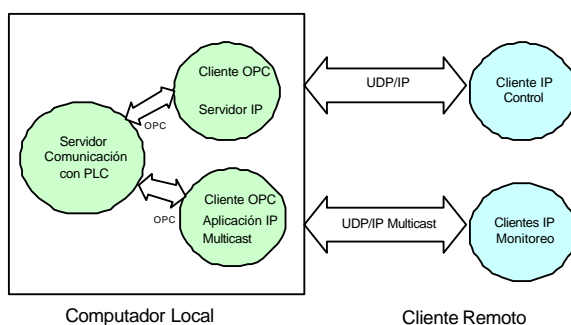 Cliente OPC
Servidor IP
UDP/IP
Cliente IP
Control
OPC
Servidor
Comunicación
con PLC
OPC
Cliente OPC
Aplicación IP
Multicast
UDP/IP Multicast
Clientes IP
Monitoreo
Computador Local
Cliente Remoto